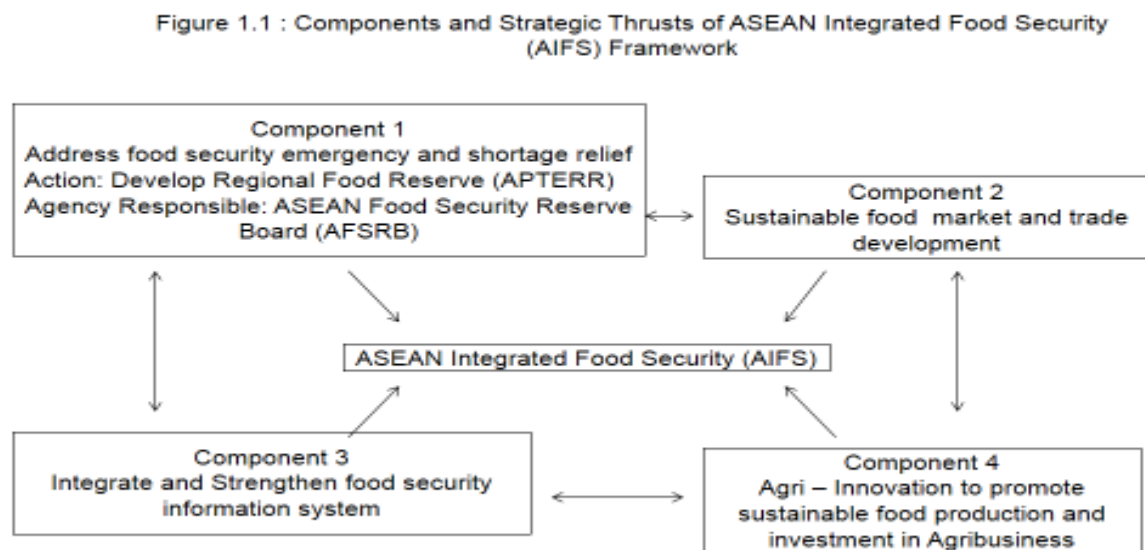 Figure 1.1 : Components and Strategic Thrusts of ASEAN Integrated Food Security
(AIFS) Framework
Component 1
Address food security emergency and shortage relief
Action: Develop Regional Food Reserve (APTERR)
Agency Responsible: ASEAN Food Security Reserve
Board (AFSRB)
Component 2
Sustainable food market and trade
development
ASEAN Integrated Food Security (AIFS)
Component 3
Integrate and Strengthen food security
information system
Component 4
Agri – Innovation to promote
sustainable food production and
investment in Agribusiness